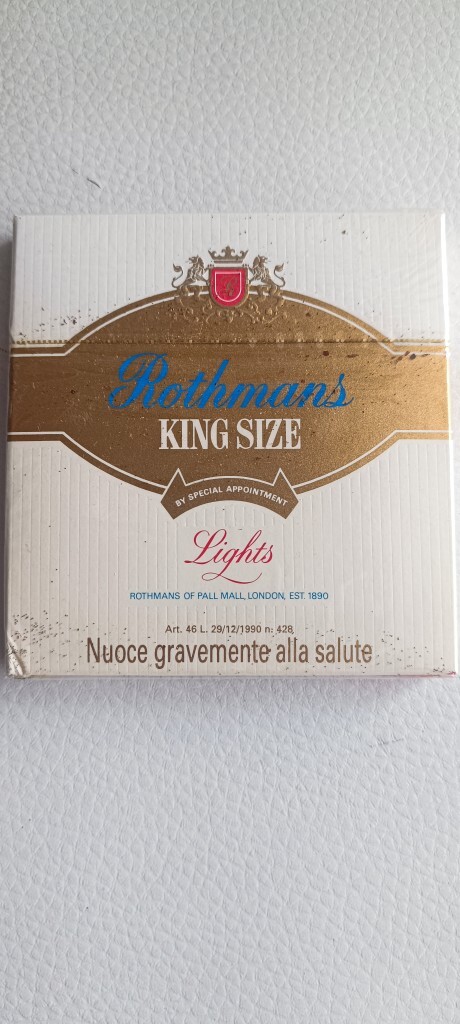 Rothmans
KING SIZE
BY SPECIAL APPOINTMENT
Lights
ROTHMANS OF PALL MALL, LONDON, EST. 1890
Art. 46 L. 29/12/1990 n: 428
Nuoce gravemente alla salute